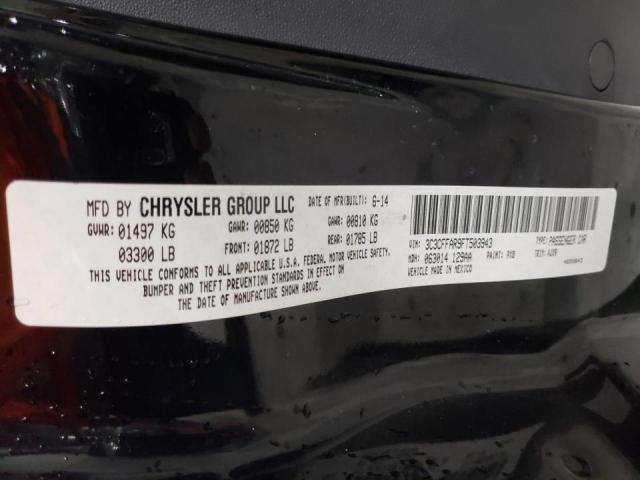 MFD BY CHRYSLER GROUP LLC
DATE OF MFR(BUILT): 6-14
GVWR: 01497 KG GAWR: 00850 KG GAWR: 00810 KG
03300 LB FRONT: 01872 LB REAR: 01785 LB
THIS VEHICLE CONFORMS TO ALL APPLICABLE U.S.A. FEDERAL MOTOR VEHICLE SAFETY,
BUMPER AND THEFT PREVENTION STANDARDS IN EFFECT ON
THE DATE OF MANUFACTURE SHOWN ABOVE.
VIN: 3C3CFFAR9FT503943 TYPE: PASSENGER CAR
MDH: 063014 129AA PAINT: PXB TRIM:
VEHICLE MADE IN MEXICO